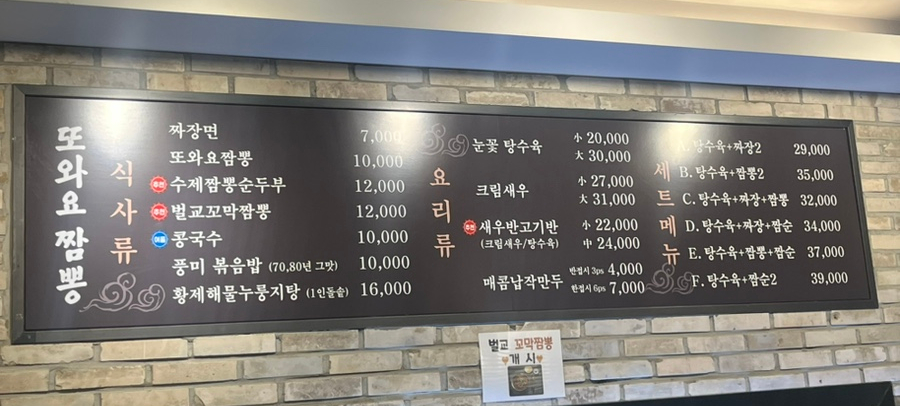 또와요 짬뽕
식사류
짜장면 7,000
또와요짬뽕 10,000
추천 수제짬뽕순두부 12,000
추천 벌교꼬막짬뽕 12,000
여름 콩국수 10,000
풍미 볶음밥 (70,80년 그맛) 10,000
황제해물누룽지탕 (1인돌솥) 16,000
요리류
눈꽃 탕수육 小 20,000
大 30,000
크림새우 小 27,000
大 31,000
추천 새우반고기반 小 22,000
(크림새우/탕수육) 中 24,000
매콤납작만두 반접시 3ps 4,000
한접시 6ps 7,000
세트메뉴
A. 탕수육+짜장2 29,000
B. 탕수육+짬뽕2 35,000
C. 탕수육+짜장+짬뽕 32,000
D. 탕수육+짜장+짬순 34,000
E. 탕수육+짬뽕+짬순 37,000
F. 탕수육+짬순2 39,000
벌교 꼬막짬뽕
개시